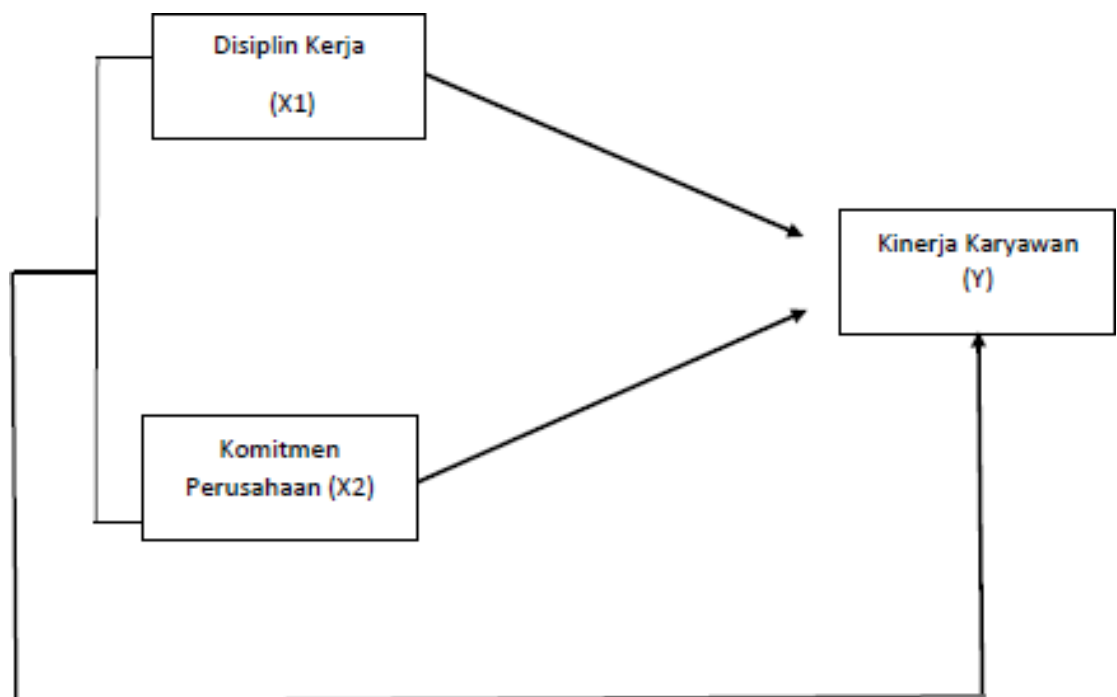 Disiplin Kerja
(X1)
Kinerja Karyawan
(Y)
Komitmen
Perusahaan (X2)